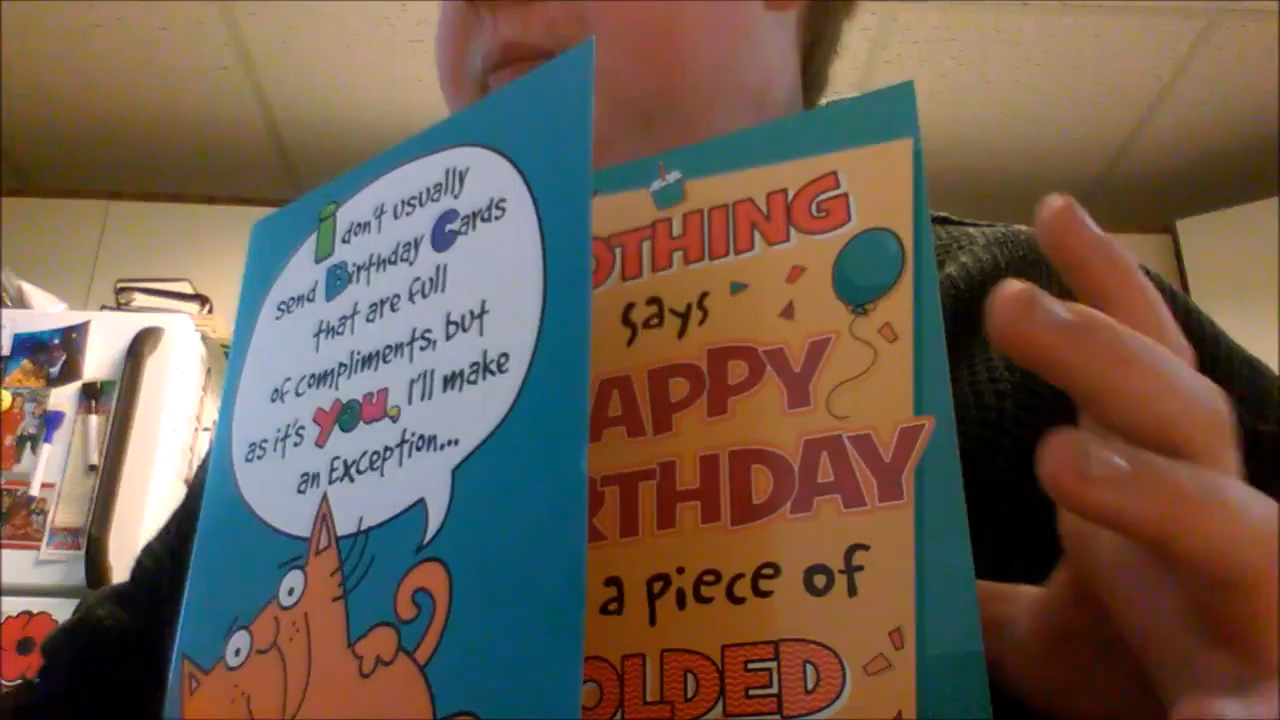 I don't usually
send Birthday Cards
that are full
of compliments, but
as it's you, I'll make
an Exception...
OTHING
says
APPY
RTHDAY
a piece of
OLDED